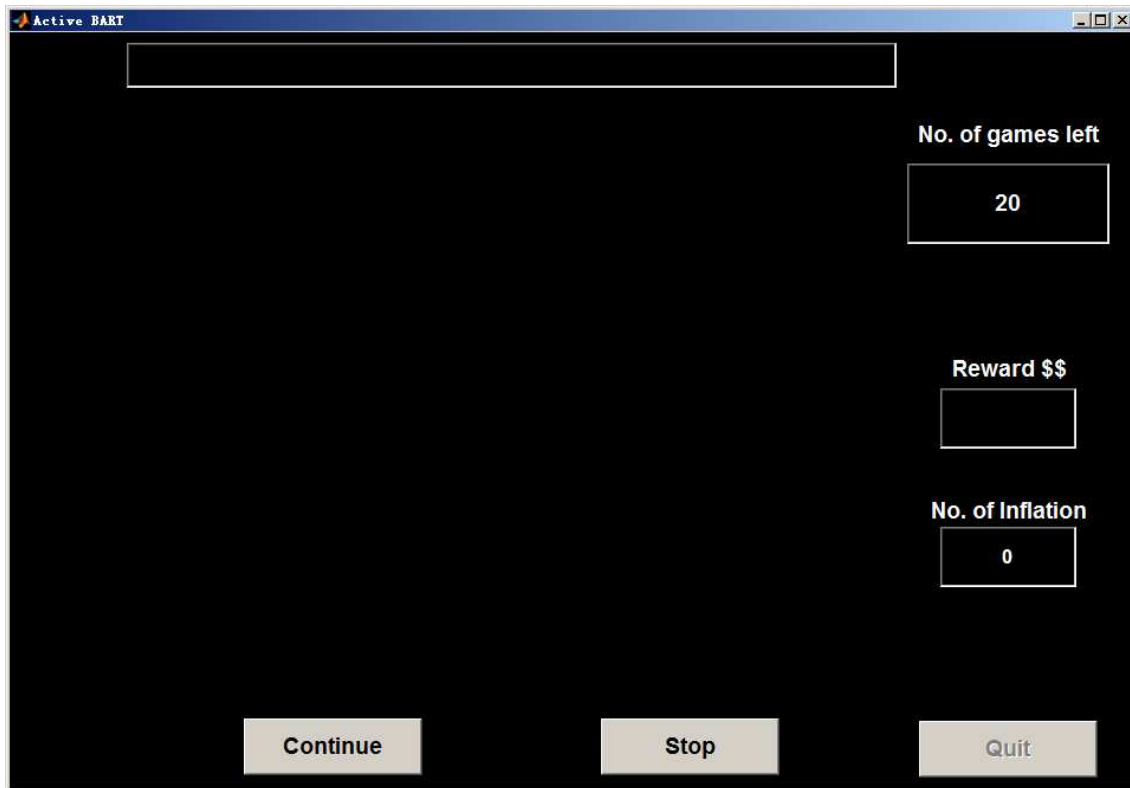 Active BART
No. of games left
20
Reward $$
No. of Inflation
0
Continue
Stop
Quit